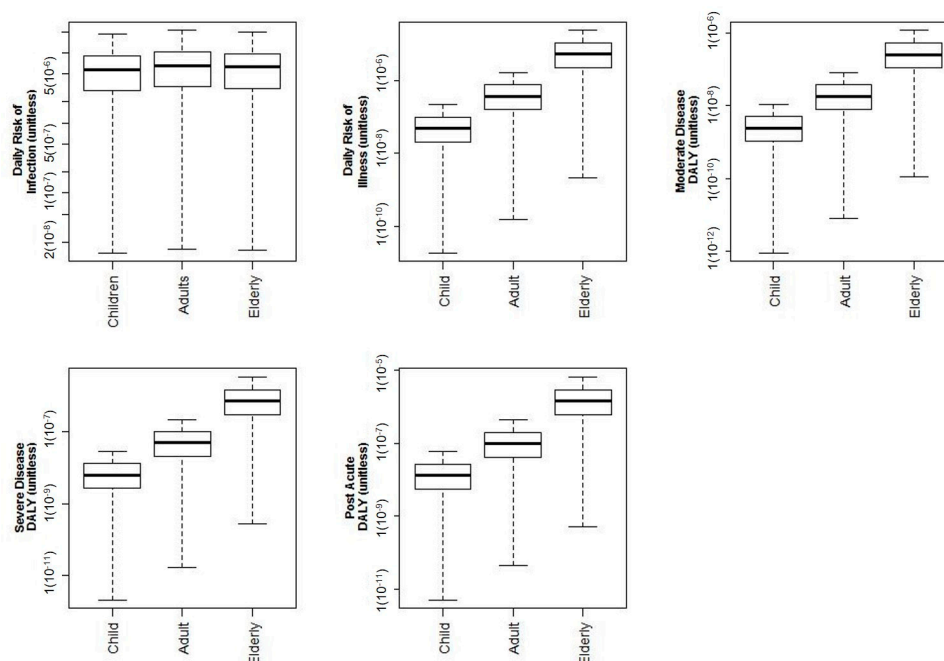 Daily Risk of
Infection (unitless)
5(10⁻⁶)
5(10⁻⁷)
1(10⁻⁷)
2(10⁻⁸)
Children
Adults
Elderly
Daily Risk of
Illness (unitless)
1(10⁻⁶)
1(10⁻⁸)
1(10⁻¹⁰)
Child
Adult
Elderly
Moderate Disease
DALY (unitless)
1(10⁻⁶)
1(10⁻⁸)
1(10⁻¹⁰)
1(10⁻¹²)
Child
Adult
Elderly
Severe Disease
DALY (unitless)
1(10⁻⁷)
1(10⁻⁹)
1(10⁻¹¹)
Child
Adult
Elderly
Post Acute
DALY (unitless)
1(10⁻⁵)
1(10⁻⁷)
1(10⁻⁹)
1(10⁻¹¹)
Child
Adult
Elderly